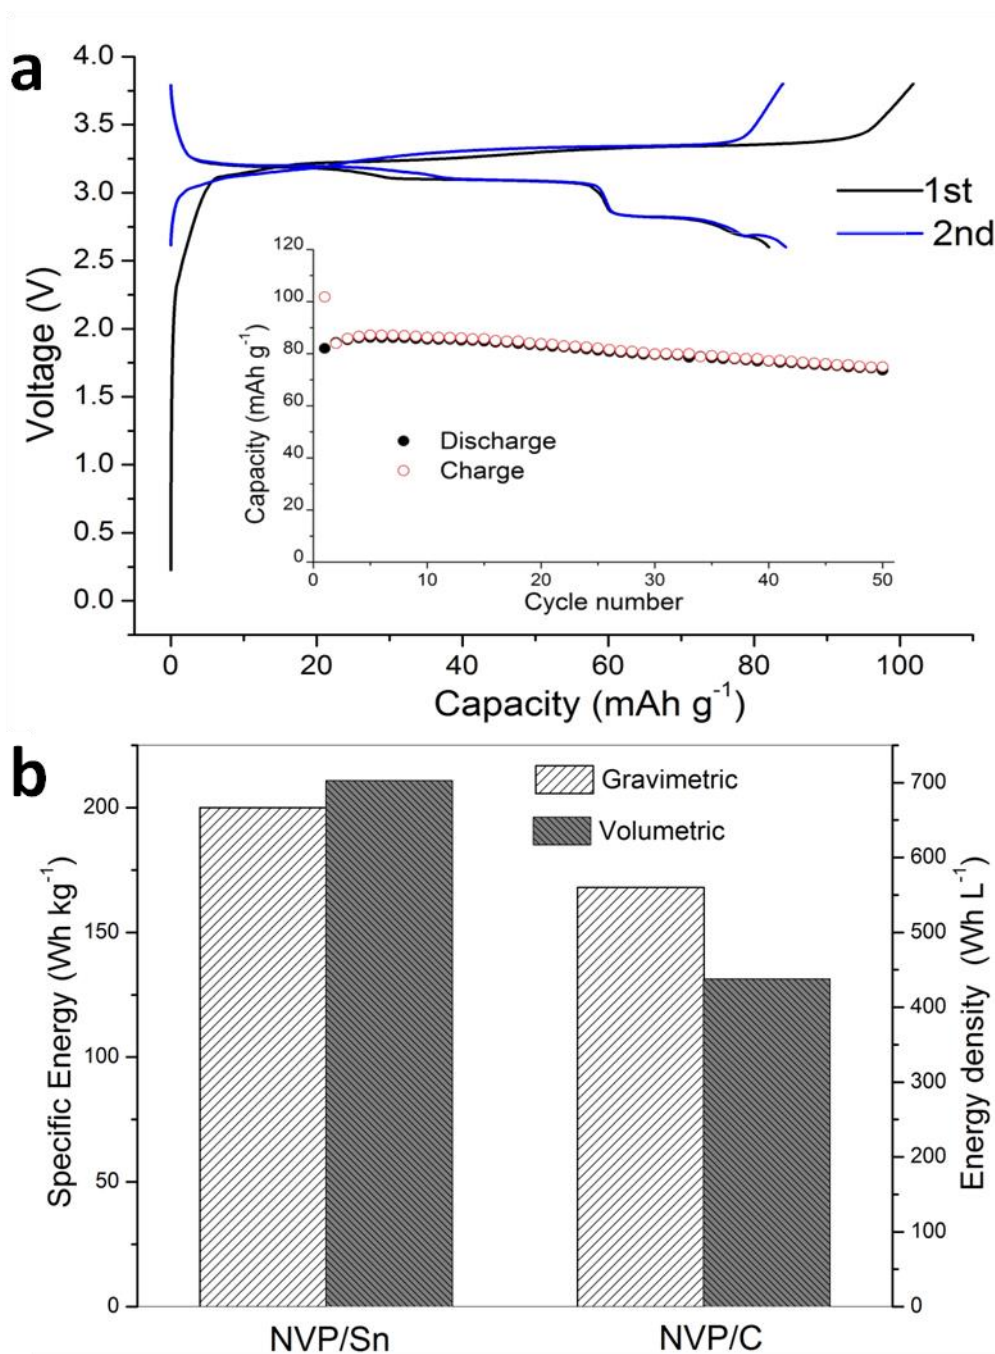 a
4.0
3.5
3.0
2.5
2.0
1.5
1.0
0.5
0.0
Voltage (V)
1st
2nd
120
100
80
60
40
20
0
Capacity (mAh g⁻¹)
Discharge
Charge
0 10 20 30 40 50
Cycle number
0 20 40 60 80 100
Capacity (mAh g⁻¹)
b
200
150
100
50
0
Specific Energy (Wh kg⁻¹)
Gravimetric
Volumetric
700
600
500
400
300
200
100
0
Energy density (Wh L⁻¹)
NVP/Sn NVP/C